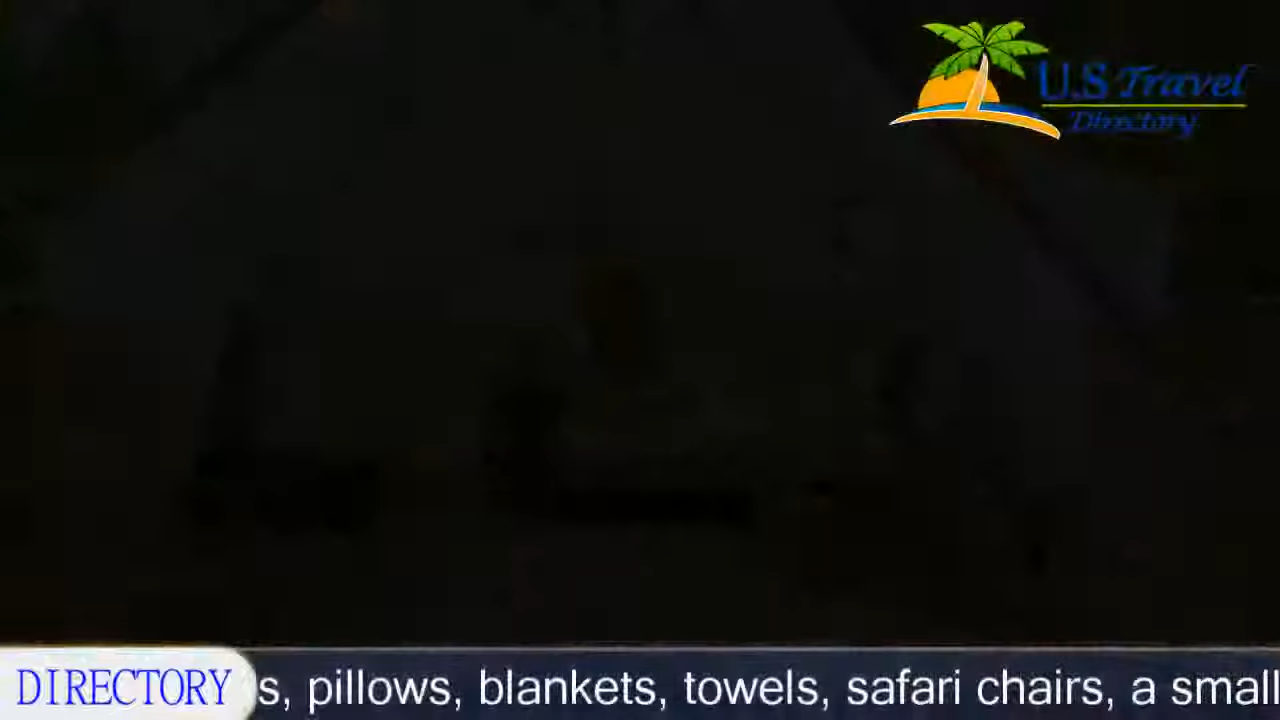 U.S Travel
Directory
DIRECTORY s, pillows, blankets, towels, safari chairs, a small